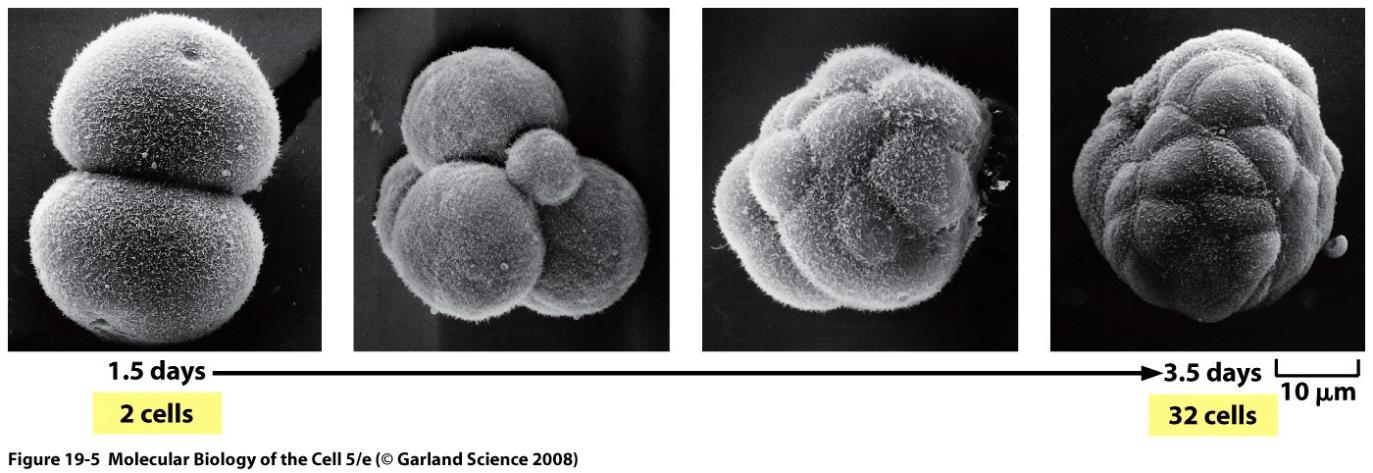 1.5 days
3.5 days
10 µm
2 cells
32 cells
Figure 19-5 Molecular Biology of the Cell 5/e (© Garland Science 2008)